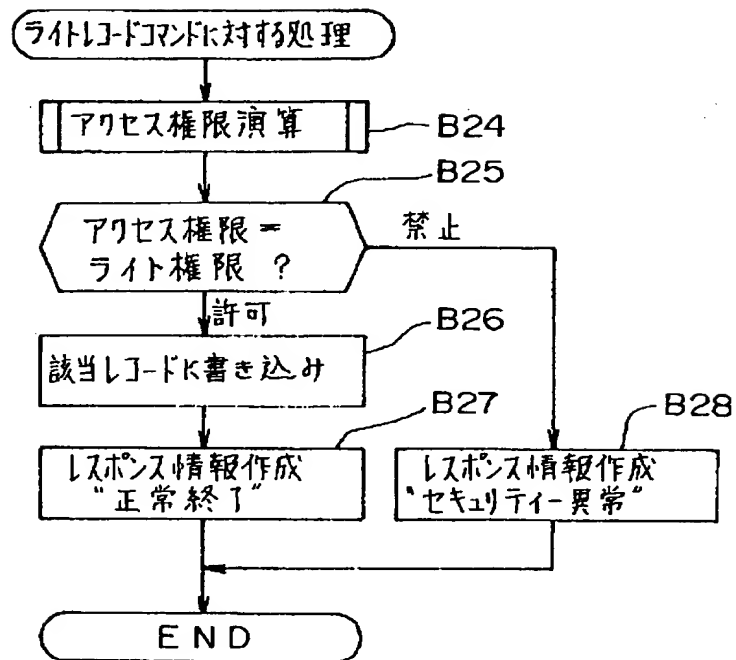 ライトレコードコマンドに対する処理
アクセス権限演算
B24
B25
アクセス権限=
ライト権限 ?
禁止
許可
B26
該当レコードに書き込み
B27
レスポンス情報作成
"正常終了"
B28
レスポンス情報作成
"セキュリティー異常"
END